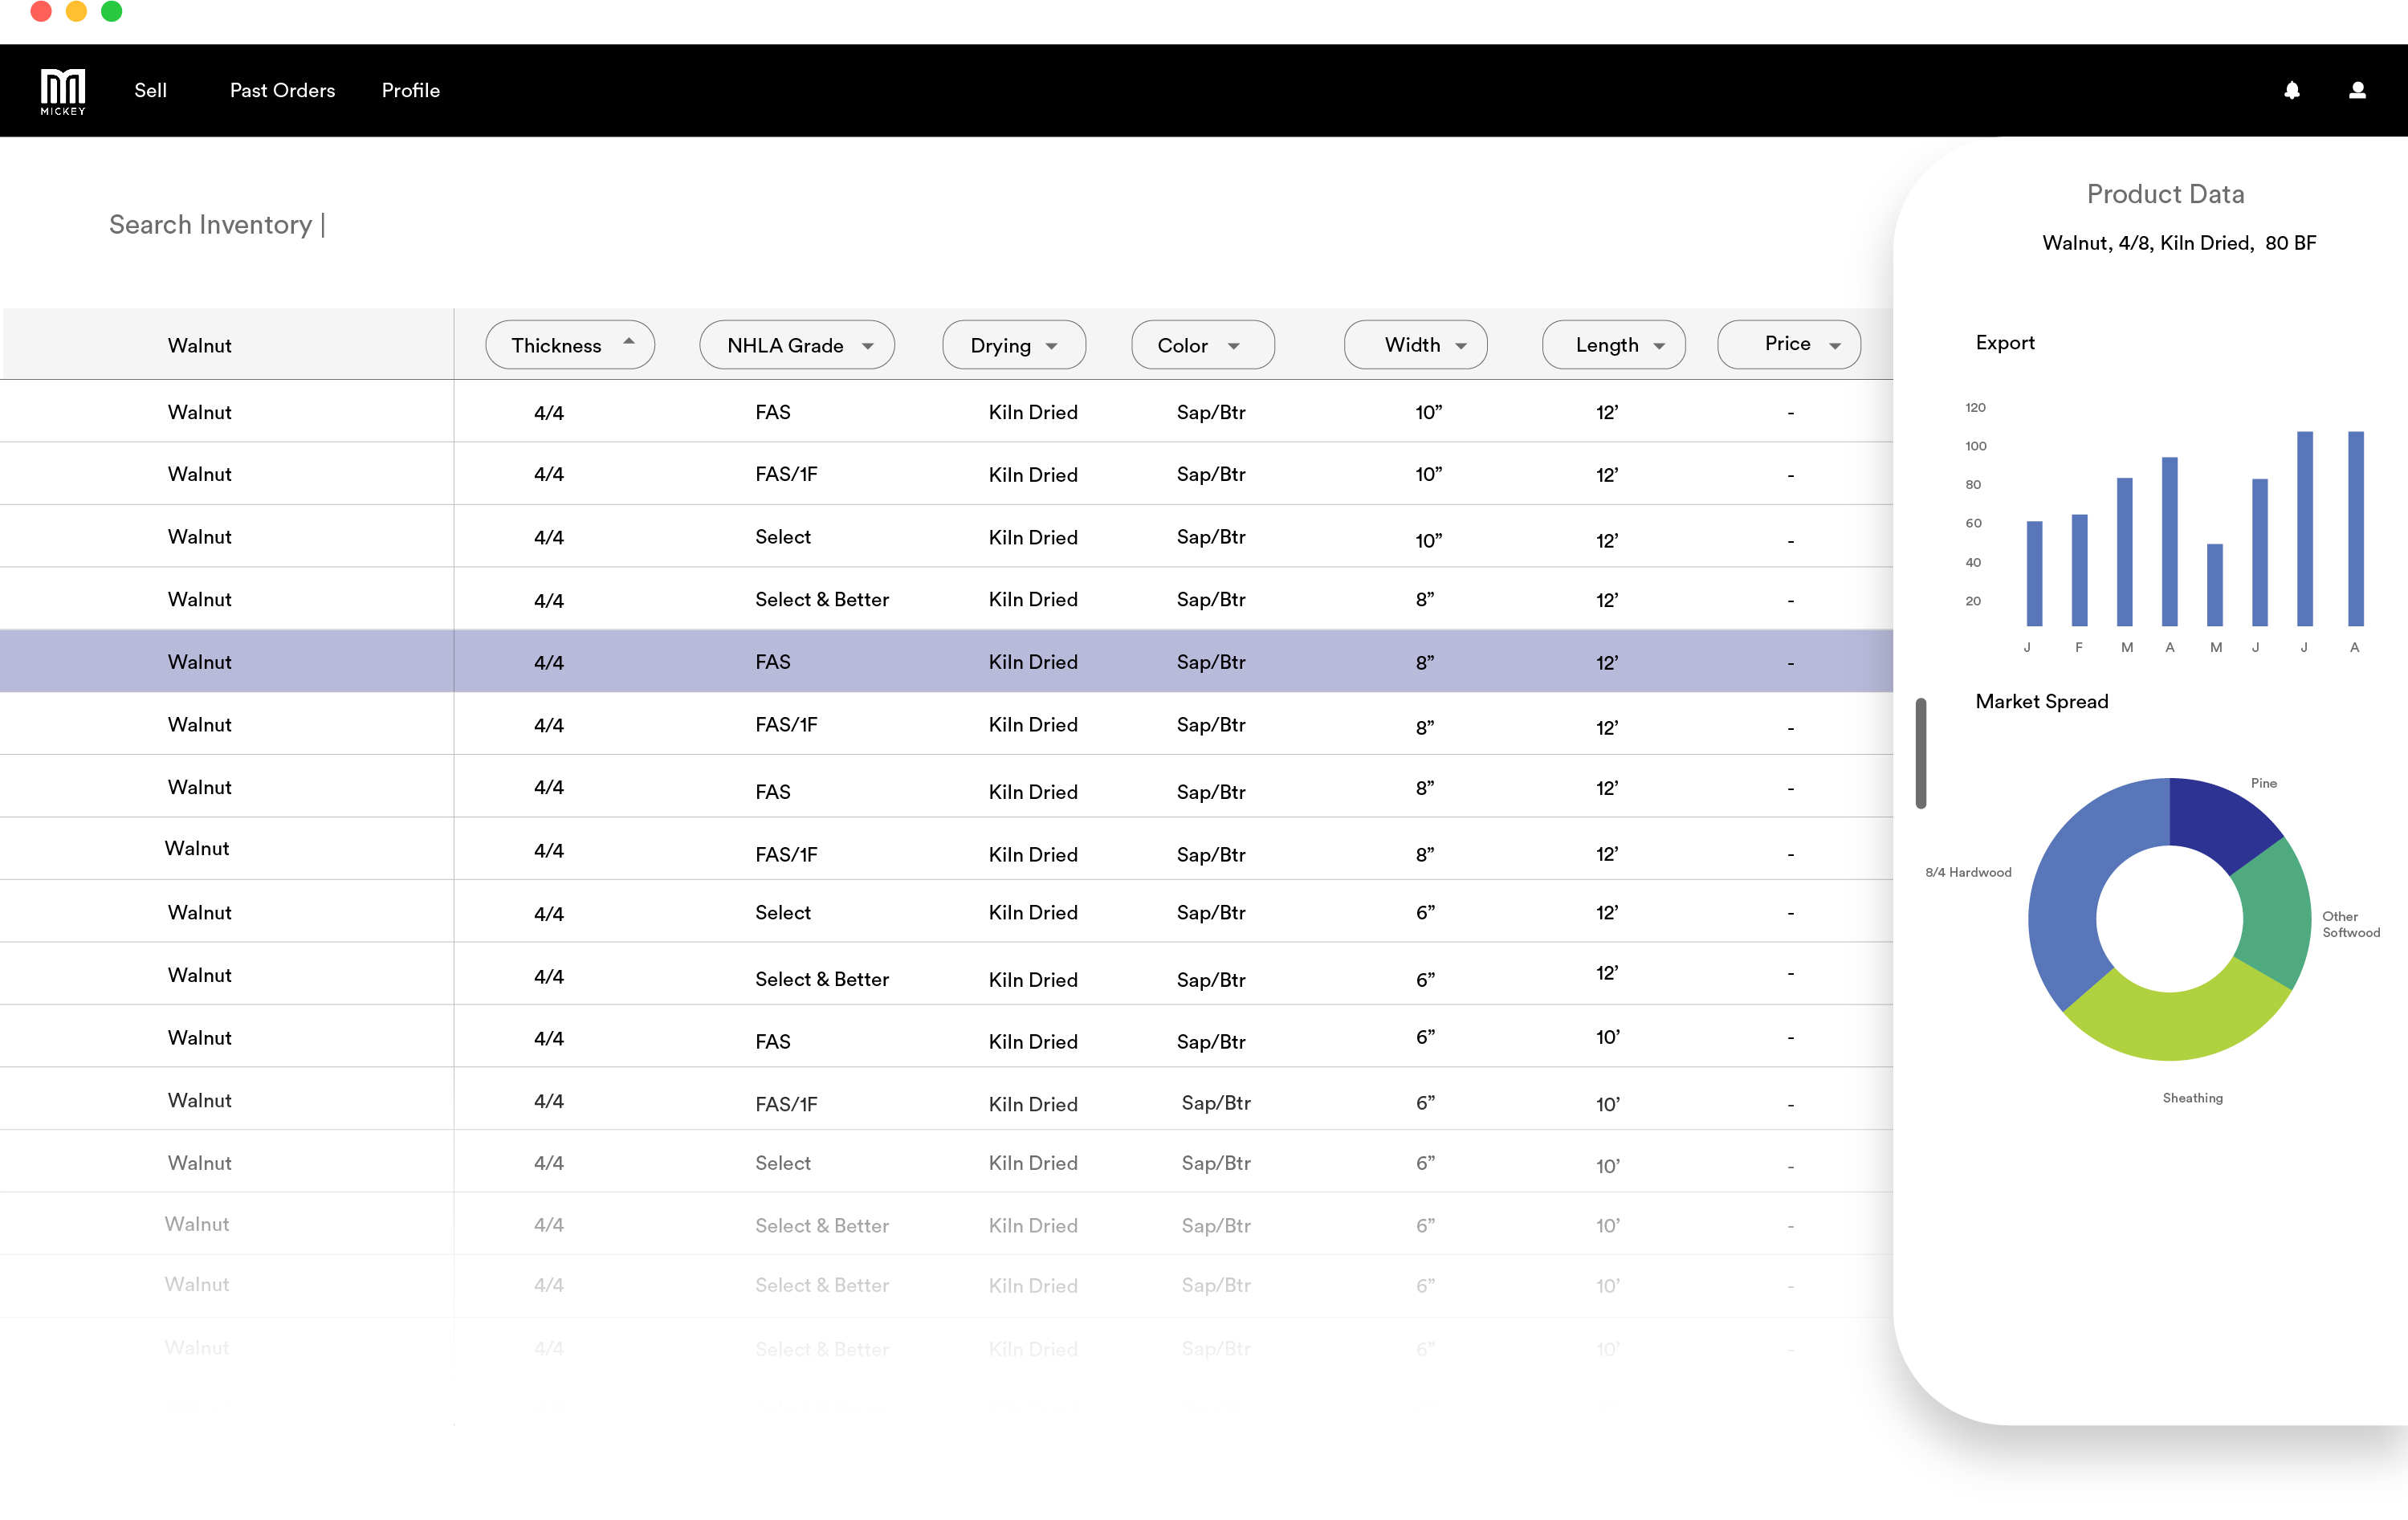 MICKEY
Sell Past Orders Profile
Search Inventory |
Product Data
Walnut, 4/8, Kiln Dried, 80 BF
Walnut Thickness NHLA Grade Drying Color Width Length Price
Walnut 4/4 FAS Kiln Dried Sap/Btr 10” 12’ -
Walnut 4/4 FAS/1F Kiln Dried Sap/Btr 10” 12’ -
Walnut 4/4 Select Kiln Dried Sap/Btr 10” 12’ -
Walnut 4/4 Select & Better Kiln Dried Sap/Btr 8” 12’ -
Walnut 4/4 FAS Kiln Dried Sap/Btr 8” 12’ -
Walnut 4/4 FAS/1F Kiln Dried Sap/Btr 8” 12’ -
Walnut 4/4 FAS Kiln Dried Sap/Btr 8” 12’ -
Walnut 4/4 FAS/1F Kiln Dried Sap/Btr 8” 12’ -
Walnut 4/4 Select Kiln Dried Sap/Btr 6” 12’ -
Walnut 4/4 Select & Better Kiln Dried Sap/Btr 6” 12’ -
Walnut 4/4 FAS Kiln Dried Sap/Btr 6” 10’ -
Walnut 4/4 FAS/1F Kiln Dried Sap/Btr 6” 10’ -
Walnut 4/4 Select Kiln Dried Sap/Btr 6” 10’ -
Walnut 4/4 Select & Better Kiln Dried Sap/Btr 6” 10’ -
Walnut 4/4 Select & Better Kiln Dried Sap/Btr 6” 10’ -
Walnut 4/4 Select & Better Kiln Dried Sap/Btr 6” 10’ -
Export
120
100
80
60
40
20
J F M A M J J A
Market Spread
Pine
8/4 Hardwood
Other
Softwood
Sheathing